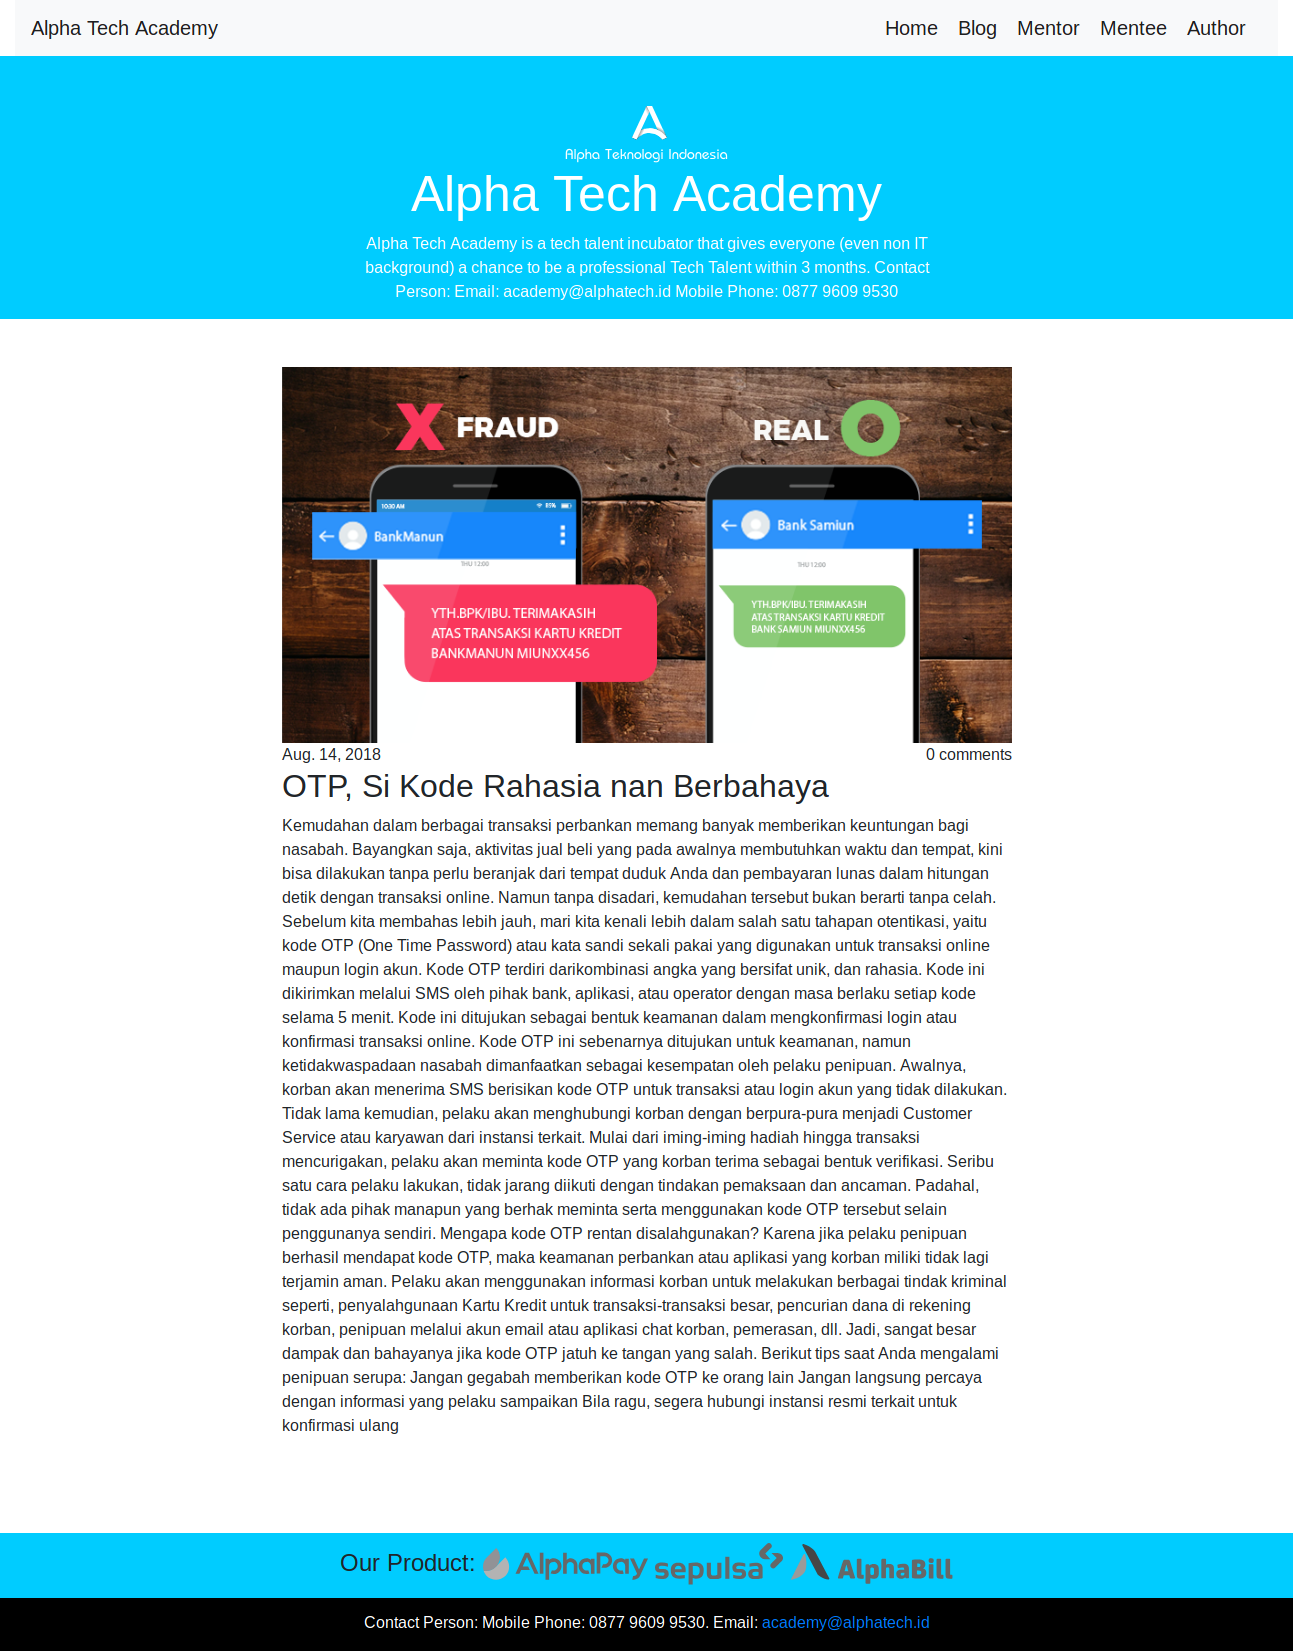 Alpha Tech Academy
Home Blog Mentor Mentee Author
Alpha Teknologi Indonesia
Alpha Tech Academy
Alpha Tech Academy is a tech talent incubator that gives everyone (even non IT
background) a chance to be a professional Tech Talent within 3 months. Contact
Person: Email: academy@alphatech.id Mobile Phone: 0877 9609 9530
X FRAUD
REAL O
10:30 AM 85%
BankManun
THU 12:00
YTH.BPK/IBU. TERIMAKASIH
ATAS TRANSAKSI KARTU KREDIT
BANKMANUN MIUNXX456
Bank Samiun
THU 12:00
YTH.BPK/IBU. TERIMAKASIH
ATAS TRANSAKSI KARTU KREDIT
BANK SAMIUN MIUNXX456
Aug. 14, 2018
0 comments
OTP, Si Kode Rahasia nan Berbahaya
Kemudahan dalam berbagai transaksi perbankan memang banyak memberikan keuntungan bagi
nasabah. Bayangkan saja, aktivitas jual beli yang pada awalnya membutuhkan waktu dan tempat, kini
bisa dilakukan tanpa perlu beranjak dari tempat duduk Anda dan pembayaran lunas dalam hitungan
detik dengan transaksi online. Namun tanpa disadari, kemudahan tersebut bukan berarti tanpa celah.
Sebelum kita membahas lebih jauh, mari kita kenali lebih dalam salah satu tahapan otentikasi, yaitu
kode OTP (One Time Password) atau kata sandi sekali pakai yang digunakan untuk transaksi online
maupun login akun. Kode OTP terdiri darikombinasi angka yang bersifat unik, dan rahasia. Kode ini
dikirimkan melalui SMS oleh pihak bank, aplikasi, atau operator dengan masa berlaku setiap kode
selama 5 menit. Kode ini ditujukan sebagai bentuk keamanan dalam mengkonfirmasi login atau
konfirmasi transaksi online. Kode OTP ini sebenarnya ditujukan untuk keamanan, namun
ketidakwaspadaan nasabah dimanfaatkan sebagai kesempatan oleh pelaku penipuan. Awalnya,
korban akan menerima SMS berisikan kode OTP untuk transaksi atau login akun yang tidak dilakukan.
Tidak lama kemudian, pelaku akan menghubungi korban dengan berpura-pura menjadi Customer
Service atau karyawan dari instansi terkait. Mulai dari iming-iming hadiah hingga transaksi
mencurigakan, pelaku akan meminta kode OTP yang korban terima sebagai bentuk verifikasi. Seribu
satu cara pelaku lakukan, tidak jarang diikuti dengan tindakan pemaksaan dan ancaman. Padahal,
tidak ada pihak manapun yang berhak meminta serta menggunakan kode OTP tersebut selain
penggunanya sendiri. Mengapa kode OTP rentan disalahgunakan? Karena jika pelaku penipuan
berhasil mendapat kode OTP, maka keamanan perbankan atau aplikasi yang korban miliki tidak lagi
terjamin aman. Pelaku akan menggunakan informasi korban untuk melakukan berbagai tindak kriminal
seperti, penyalahgunaan Kartu Kredit untuk transaksi-transaksi besar, pencurian dana di rekening
korban, penipuan melalui akun email atau aplikasi chat korban, pemerasan, dll. Jadi, sangat besar
dampak dan bahayanya jika kode OTP jatuh ke tangan yang salah. Berikut tips saat Anda mengalami
penipuan serupa: Jangan gegabah memberikan kode OTP ke orang lain Jangan langsung percaya
dengan informasi yang pelaku sampaikan Bila ragu, segera hubungi instansi resmi terkait untuk
konfirmasi ulang
Our Product: AlphaPay sepulsa AlphaBill
Contact Person: Mobile Phone: 0877 9609 9530. Email: academy@alphatech.id